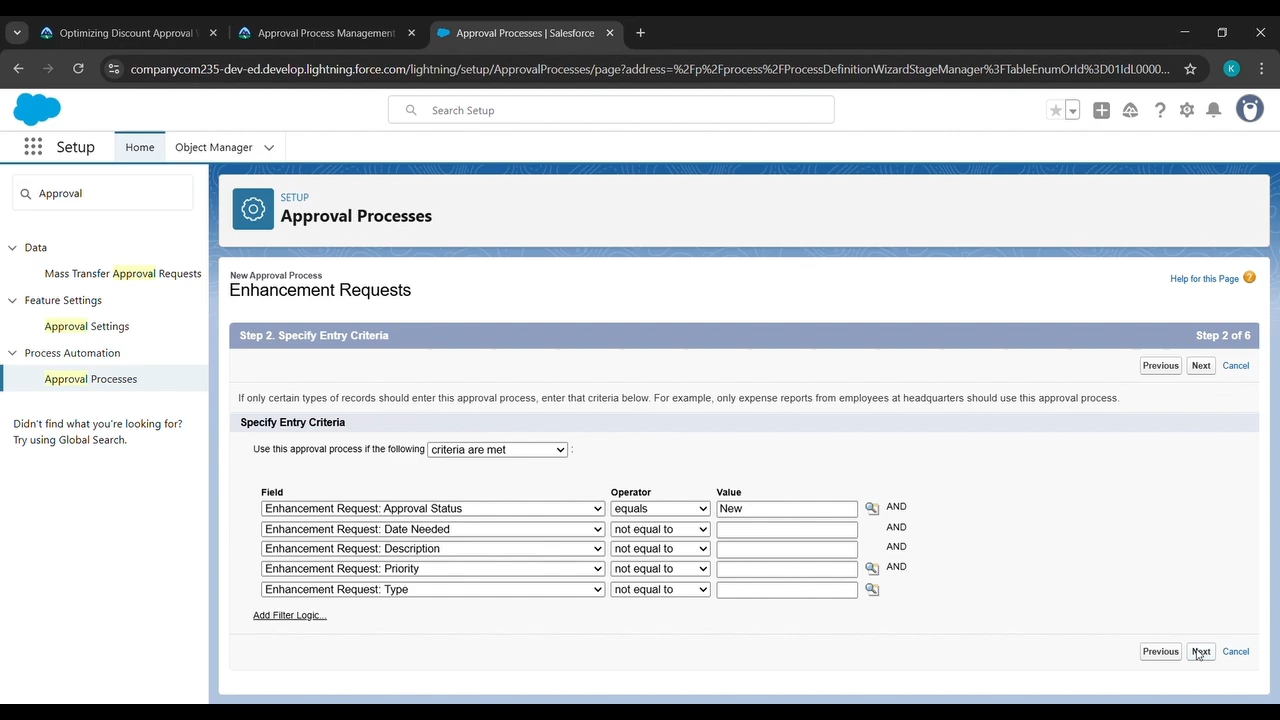 Optimizing Discount Approval
Approval Process Management
Approval Processes | Salesforce
companycom235-dev-ed.develop.lightning.force.com/lightning/setup/ApprovalProcesses/page?address=%2Fp%2Fprocess%2FProcessDefinitionWizardStageManager%3FTableEnumOrId%3D01IdL0000...
K
Search Setup
Setup
Home
Object Manager
Approval
Data
Mass Transfer Approval Requests
Feature Settings
Approval Settings
Process Automation
Approval Processes
Didn't find what you're looking for?
Try using Global Search.
SETUP
Approval Processes
New Approval Process
Enhancement Requests
Help for this Page ?
Step 2. Specify Entry Criteria
Step 2 of 6
Previous Next Cancel
If only certain types of records should enter this approval process, enter that criteria below. For example, only expense reports from employees at headquarters should use this approval process.
Specify Entry Criteria
Use this approval process if the following criteria are met :
Field Operator Value
Enhancement Request: Approval Status equals New AND
Enhancement Request: Date Needed not equal to AND
Enhancement Request: Description not equal to AND
Enhancement Request: Priority not equal to AND
Enhancement Request: Type not equal to
Add Filter Logic...
Previous Next Cancel